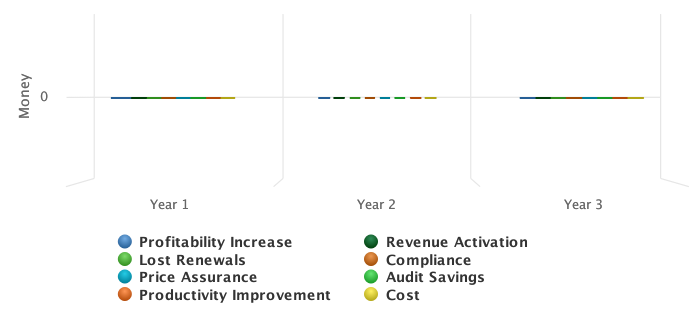 Money
0
Year 1
Year 2
Year 3
Profitability Increase
Revenue Activation
Lost Renewals
Compliance
Price Assurance
Audit Savings
Productivity Improvement
Cost